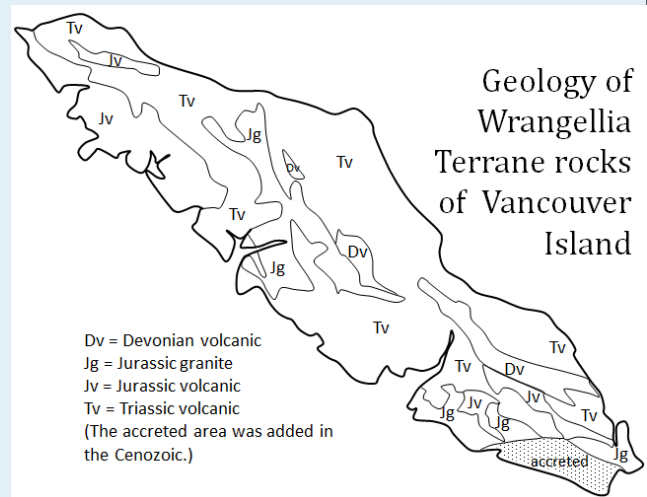 Geology of
Wrangellia
Terrane rocks
of Vancouver
Island
Tv
Jv
Tv
Jv
Jg
Dv
Tv
Tv
Dv
Jg
Tv
Tv
Tv
Dv
Jv
Jv
Tv
Jg
Jg
Jg
accreted
Dv = Devonian volcanic
Jg = Jurassic granite
Jv = Jurassic volcanic
Tv = Triassic volcanic
(The accreted area was added in
the Cenozoic.)